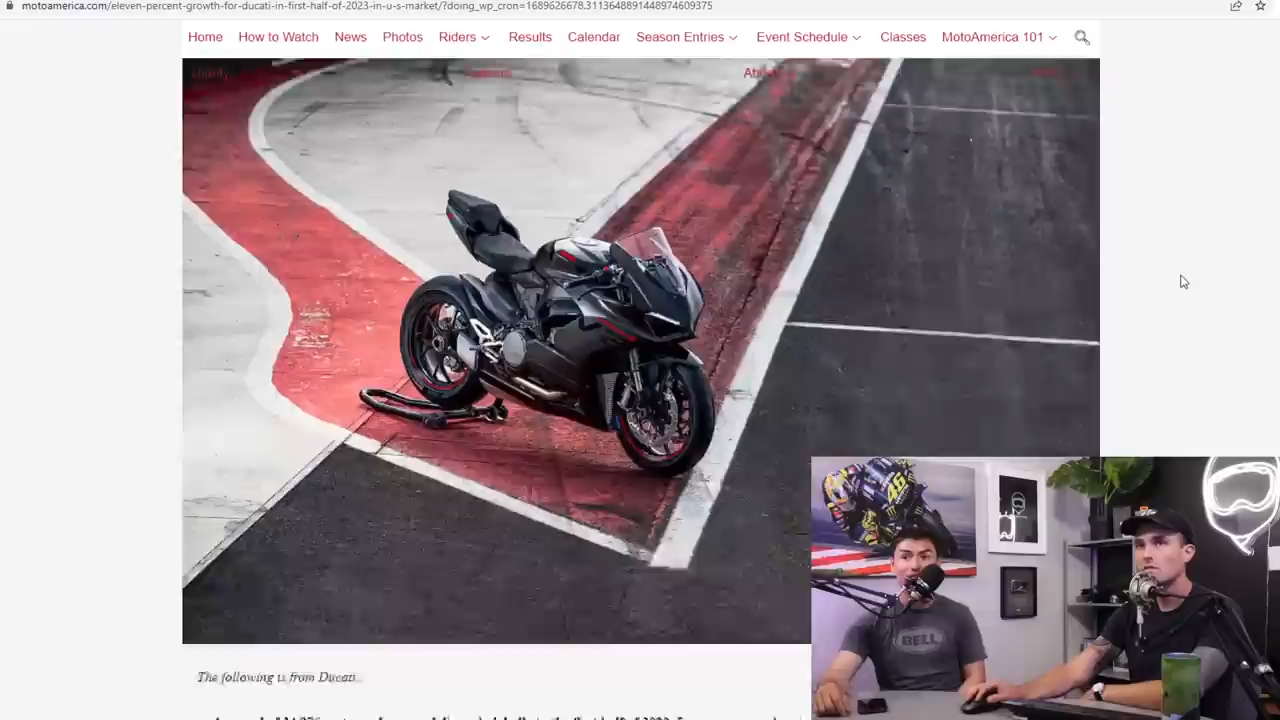 motoamerica.com/eleven-percent-growth-for-ducati-in-first-half-of-2023-in-u-s-market/?doing_wp_cron=1689626678.3113648891448974609375
Home How to Watch News Photos Riders Results Calendar Season Entries Event Schedule Classes MotoAmerica 101
Charity
46
BELL
The following is from Ducati…